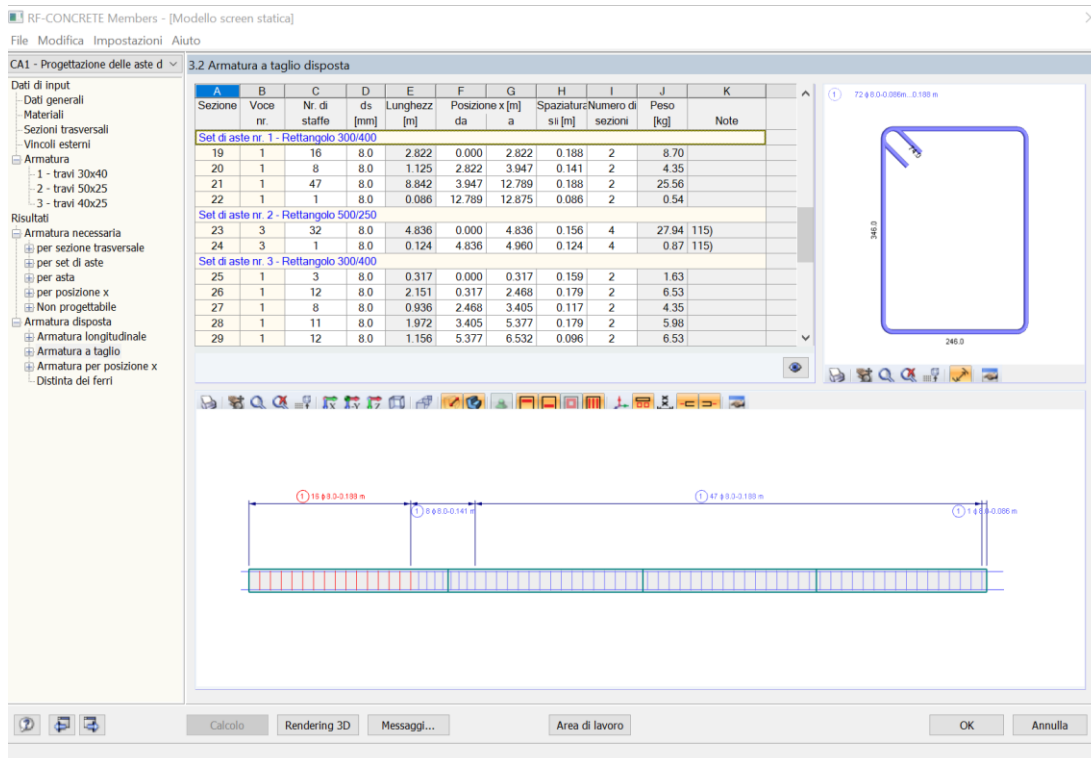 RF-CONCRETE Members - [Modello screen statica]
File Modifica Impostazioni Aiuto
CA1 - Progettazione delle aste d
3.2 Armatura a taglio disposta
Dati di input
Dati generali
Materiali
Sezioni trasversali
Vincoli esterni
Armatura
1 - travi 30x40
2 - travi 50x25
3 - travi 40x25
Risultati
Armatura necessaria
per sezione trasversale
per set di aste
per asta
per posizione x
Non progettabile
Armatura disposta
Armatura longitudinale
Armatura a taglio
Armatura per posizione x
Distinta dei ferri
A B C D E F G H I J K
Sezione Voce Nr. di ds Lunghezz Posizione x [m] Spaziatura Numero di Peso
nr. staffe [mm] [m] da a sli [m] sezioni [kg] Note
Set di aste nr. 1 - Rettangolo 300/400
19 1 16 8.0 2.822 0.000 2.822 0.188 2 8.70
20 1 8 8.0 1.125 2.822 3.947 0.141 2 4.35
21 1 47 8.0 8.842 3.947 12.789 0.188 2 25.56
22 1 1 8.0 0.086 12.789 12.875 0.086 2 0.54
Set di aste nr. 2 - Rettangolo 500/250
23 3 32 8.0 4.836 0.000 4.836 0.156 4 27.94 115)
24 3 1 8.0 0.124 4.836 4.960 0.124 4 0.87 115)
Set di aste nr. 3 - Rettangolo 300/400
25 1 3 8.0 0.317 0.000 0.317 0.159 2 1.63
26 1 12 8.0 2.151 0.317 2.468 0.179 2 6.53
27 1 8 8.0 0.936 2.468 3.405 0.117 2 4.35
28 1 11 8.0 1.972 3.405 5.377 0.179 2 5.98
29 1 12 8.0 1.156 5.377 6.532 0.096 2 6.53
1 72 ϕ 8.0-0.086m...0.188 m
346.0
246.0
1 16 ϕ 8.0-0.188 m
1 47 ϕ 8.0-0.188 m
1 8 ϕ 8.0-0.141 m
1 1 ϕ 8.0-0.086 m
Calcolo
Rendering 3D
Messaggi...
Area di lavoro
OK
Annulla